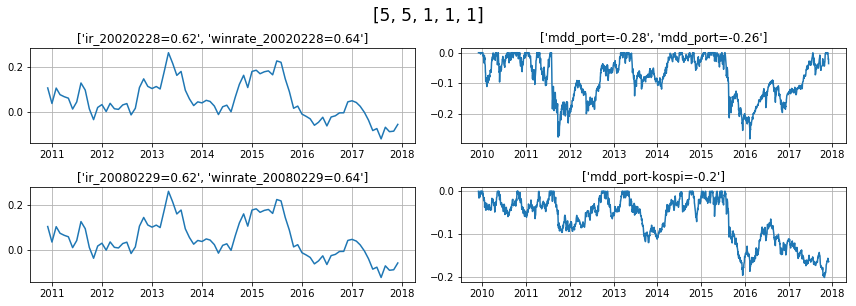 [5, 5, 1, 1, 1]
['ir_20020228=0.62', 'winrate_20020228=0.64']
0.2
0.0
2011 2012 2013 2014 2015 2016 2017 2018
['mdd_port=-0.28', 'mdd_port=-0.26']
0.0
−0.1
−0.2
2010 2011 2012 2013 2014 2015 2016 2017 2018
['ir_20080229=0.62', 'winrate_20080229=0.64']
0.2
0.0
2011 2012 2013 2014 2015 2016 2017 2018
['mdd_port-kospi=-0.2']
0.0
−0.1
−0.2
2010 2011 2012 2013 2014 2015 2016 2017 2018